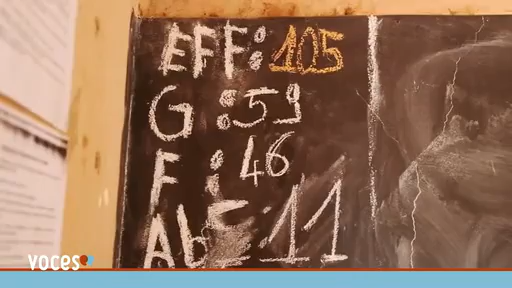 EFF: 105
G :59
F : 46
Ab: 11
VOCES